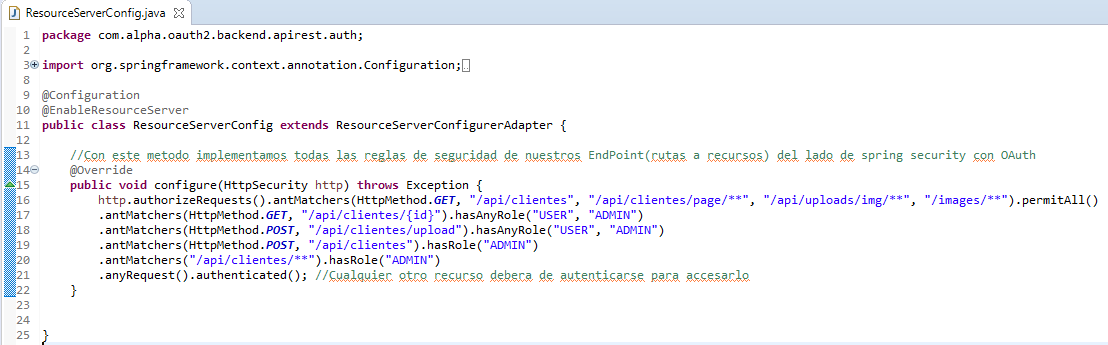 ResourceServerConfig.java
1 package com.alpha.oauth2.backend.apirest.auth;
2
3 import org.springframework.context.annotation.Configuration;
8
9 @Configuration
10 @EnableResourceServer
11 public class ResourceServerConfig extends ResourceServerConfigurerAdapter {
12
13 //Con este metodo implementamos todas las reglas de seguridad de nuestros EndPoint(rutas a recursos) del lado de spring security con OAuth
14 @Override
15 public void configure(HttpSecurity http) throws Exception {
16 http.authorizeRequests().antMatchers(HttpMethod.GET, "/api/clientes", "/api/clientes/page/**", "/api/uploads/img/**", "/images/**").permitAll()
17 .antMatchers(HttpMethod.GET, "/api/clientes/{id}").hasAnyRole("USER", "ADMIN")
18 .antMatchers(HttpMethod.POST, "/api/clientes/upload").hasAnyRole("USER", "ADMIN")
19 .antMatchers(HttpMethod.POST, "/api/clientes").hasRole("ADMIN")
20 .antMatchers("/api/clientes/**").hasRole("ADMIN")
21 .anyRequest().authenticated(); //Cualquier otro recurso debera de autenticarse para accesarlo
22 }
23
24
25 }